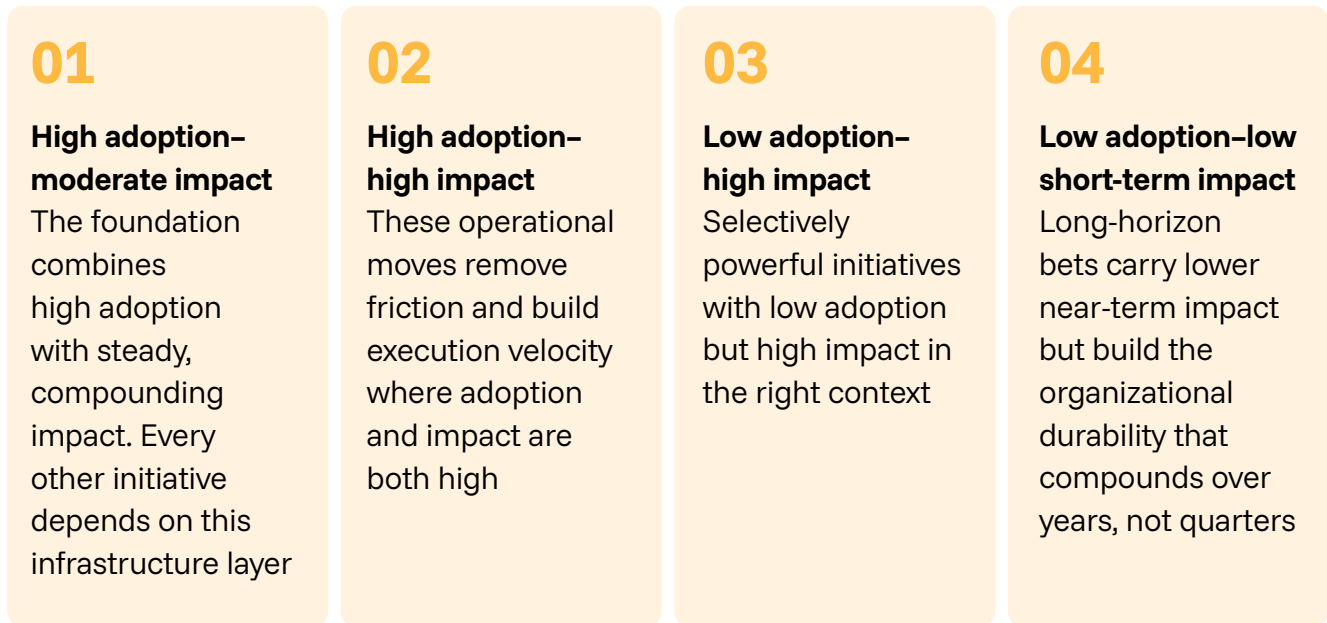 01
High adoption–
moderate impact
The foundation
combines
high adoption
with steady,
compounding
impact. Every
other initiative
depends on this
infrastructure layer
02
High adoption–
high impact
These operational
moves remove
friction and build
execution velocity
where adoption
and impact are
both high
03
Low adoption–
high impact
Selectively
powerful initiatives
with low adoption
but high impact in
the right context
04
Low adoption–low
short-term impact
Long-horizon
bets carry lower
near-term impact
but build the
organizational
durability that
compounds over
years, not quarters